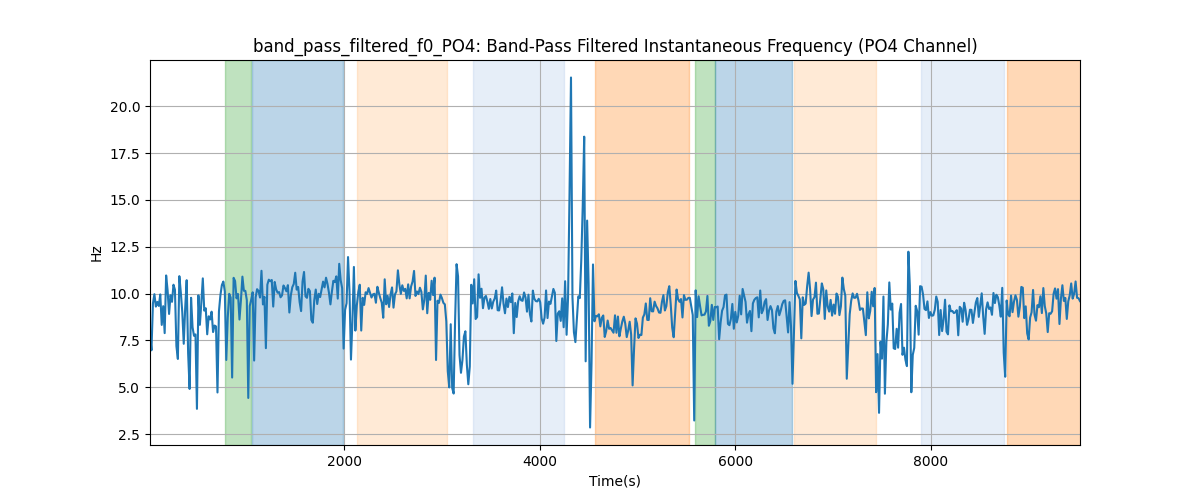 band_pass_filtered_f0_PO4: Band-Pass Filtered Instantaneous Frequency (PO4 Channel)
20.0
17.5
15.0
12.5
10.0
7.5
5.0
2.5
Hz
2000 4000 6000 8000
Time(s)